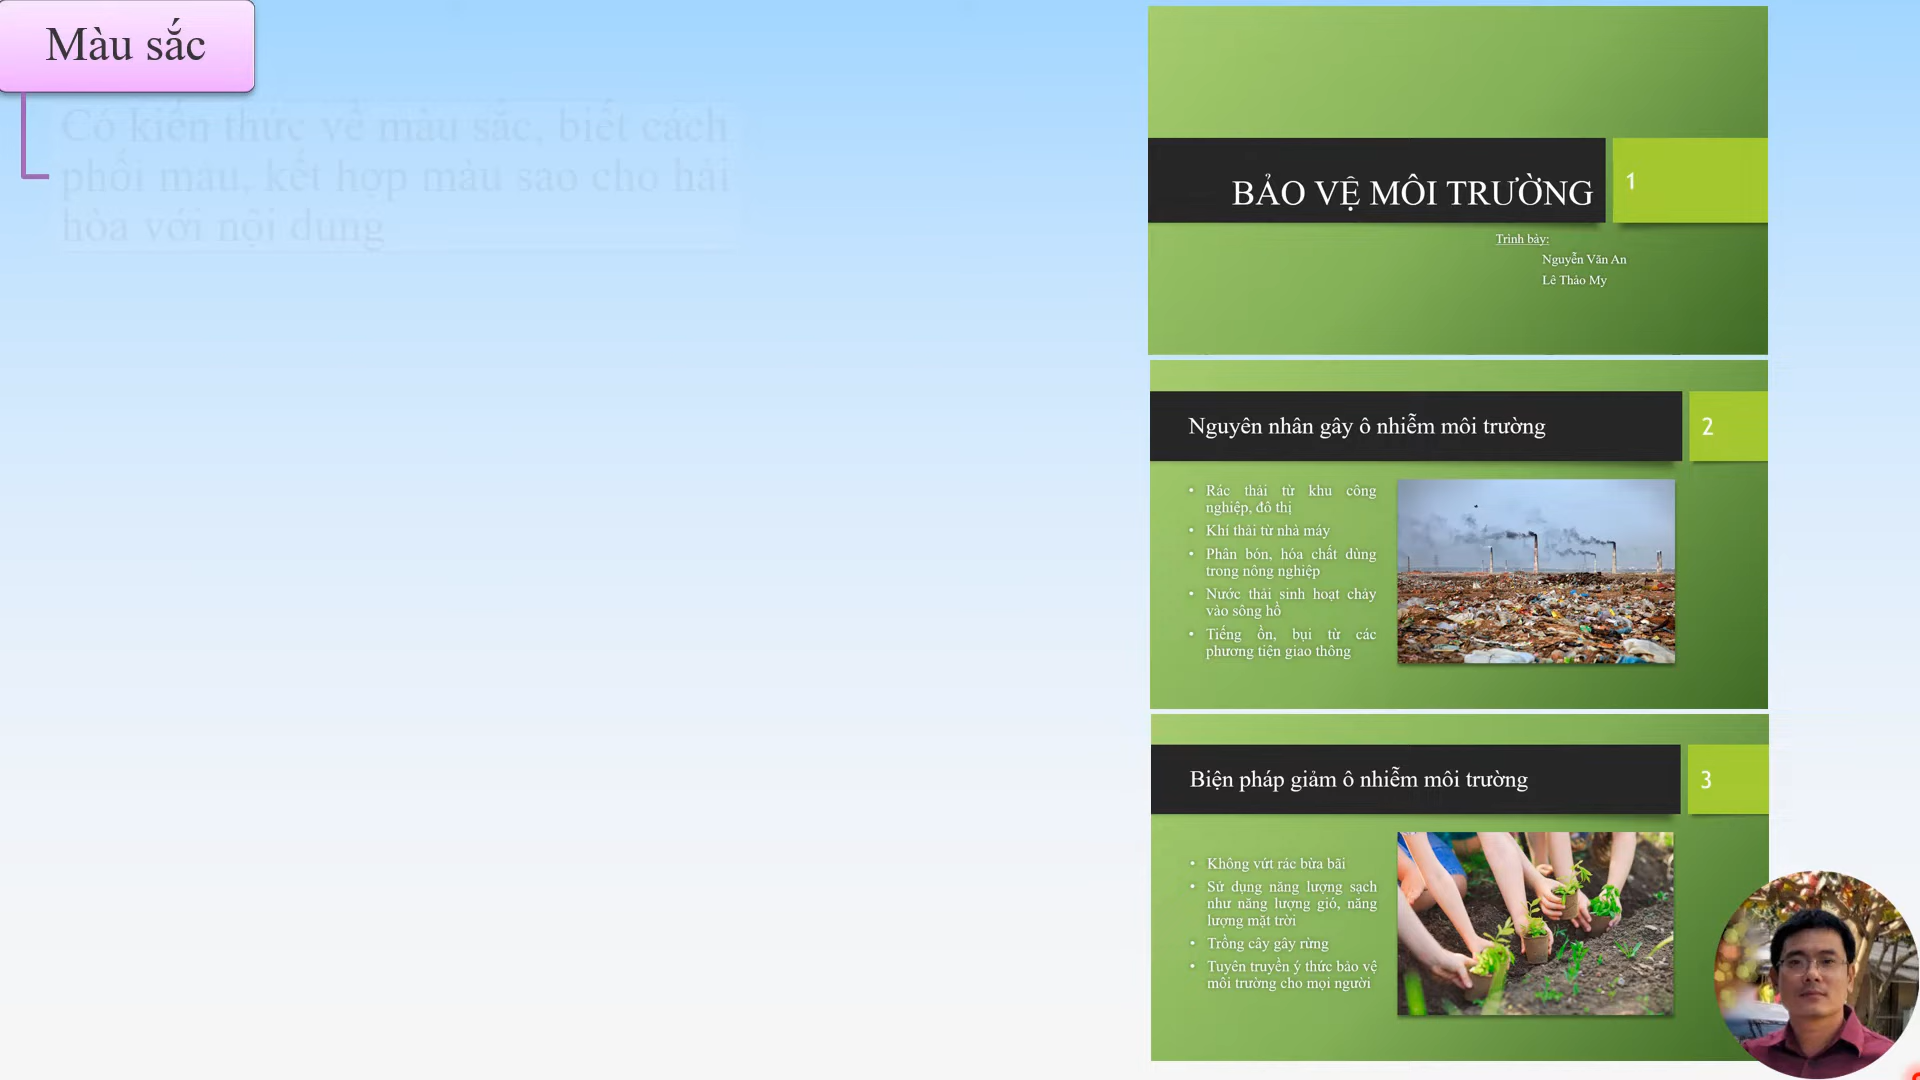 Màu sắc
Có kiến thức về màu sắc, biết cách
phối màu, kết hợp màu sao cho hài
hòa với nội dung
BẢO VỆ MÔI TRƯỜNG
1
Trình bày:
Nguyễn Văn An
Lê Thảo My
Nguyên nhân gây ô nhiễm môi trường
2
• Rác thải từ khu công
nghiệp, đô thị
• Khí thải từ nhà máy
• Phân bón, hóa chất dùng
trong nông nghiệp
• Nước thải sinh hoạt chảy
vào sông hồ
• Tiếng ồn, bụi từ các
phương tiện giao thông
Biện pháp giảm ô nhiễm môi trường
3
• Không vứt rác bừa bãi
• Sử dụng năng lượng sạch
như năng lượng gió, năng
lượng mặt trời
• Trồng cây gây rừng
• Tuyên truyền ý thức bảo vệ
môi trường cho mọi người